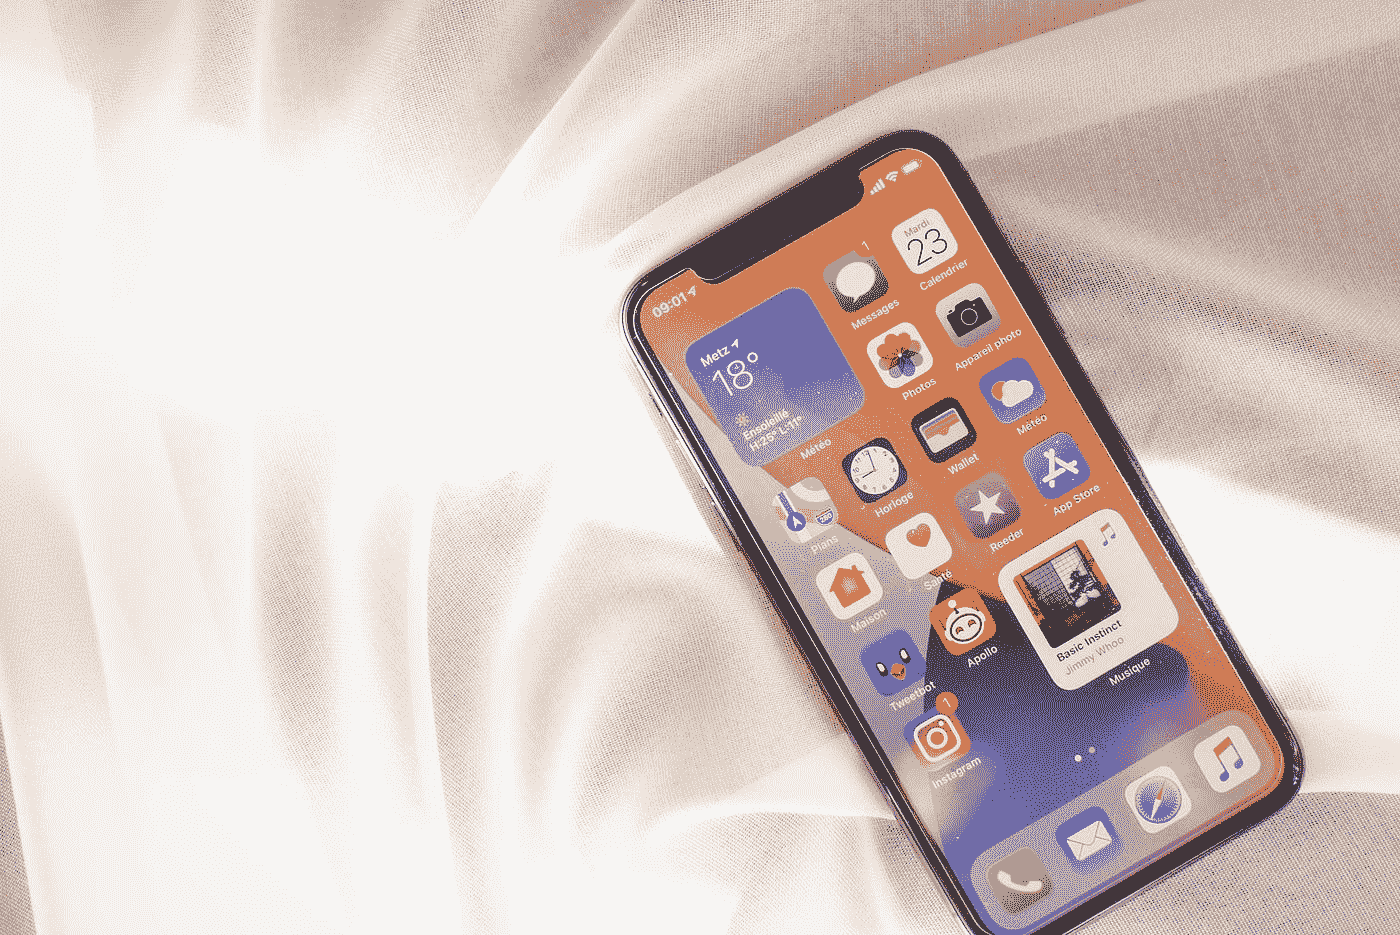 09:01
Metz
18°
Ensoleillé
H:25° L:11°
Météo
1
Messages
Mardi
23
Calendrier
Photos
Appareil photo
Horloge
Wallet
Météo
Plans
280
Santé
Reeder
App Store
Maison
Apollo
Basic Instinct
Jimmy Whoo
Musique
Tweetbot
1
Instagram